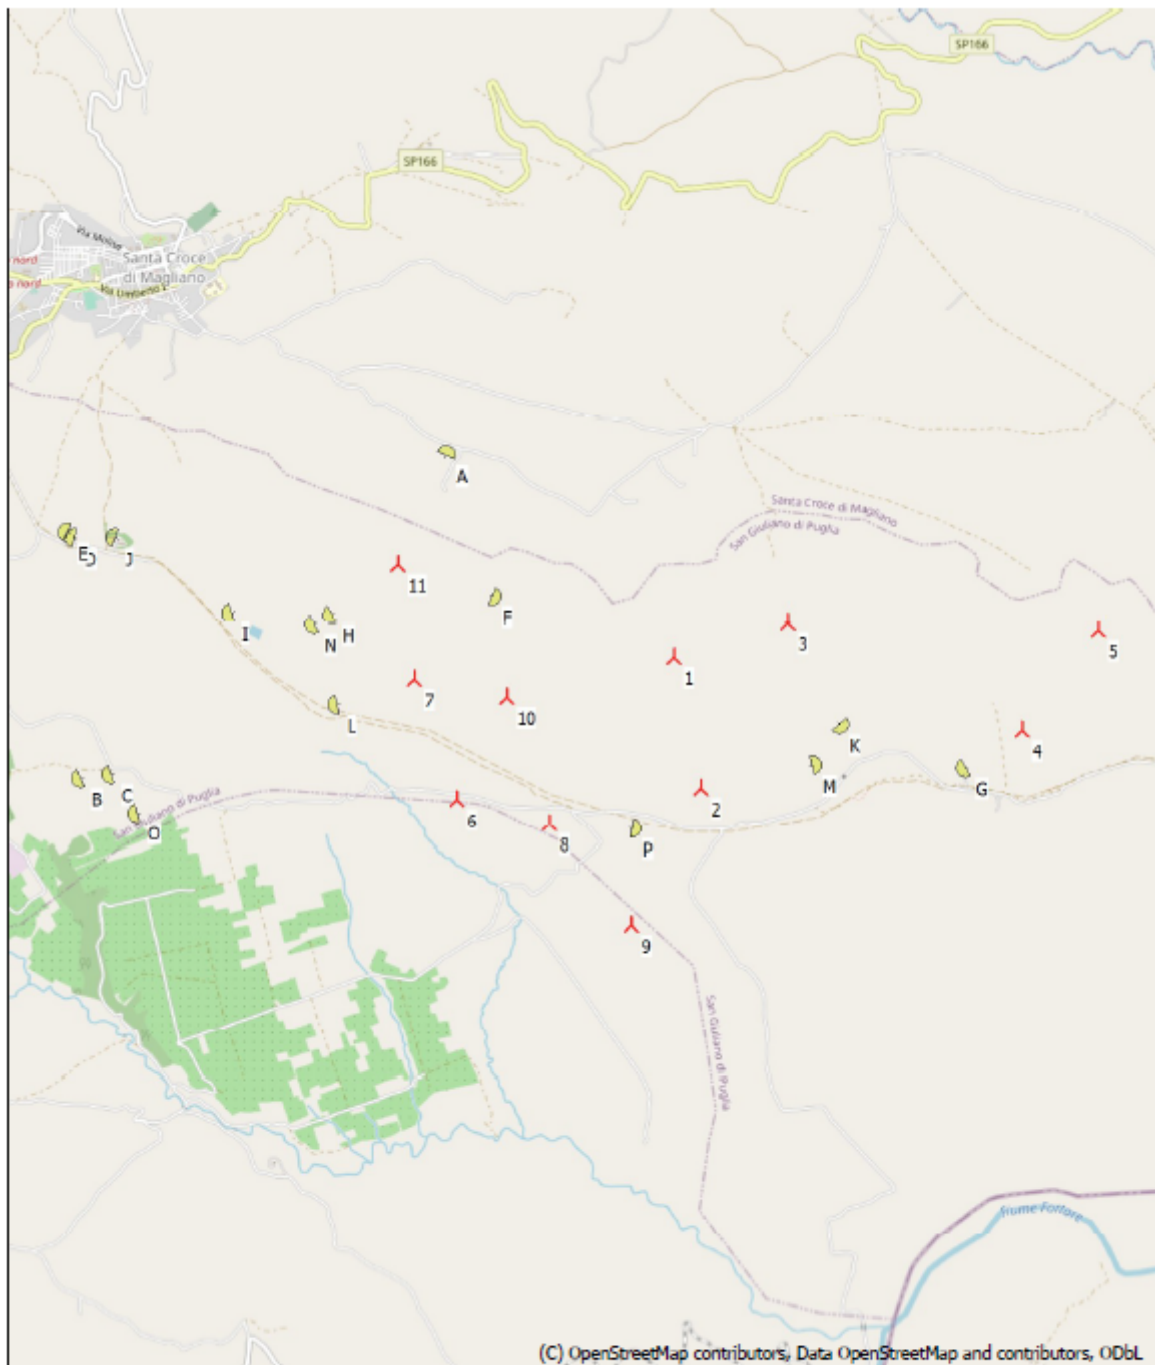 SP166
SP166
Via Molise
o nord
Santa Croce
di Magliano
a nord
Via Umberto I
A
Santa Croce di Magliano
San Giuliano di Puglia
E
D
J
11
F
I
N
H
3
5
1
7
10
L
K
4
B
C
M
G
2
San Giuliano di Puglia
O
6
8
P
9
San Giuliano di Puglia
Fiume Fortore
(C) OpenStreetMap contributors, Data OpenStreetMap and contributors, ODbL